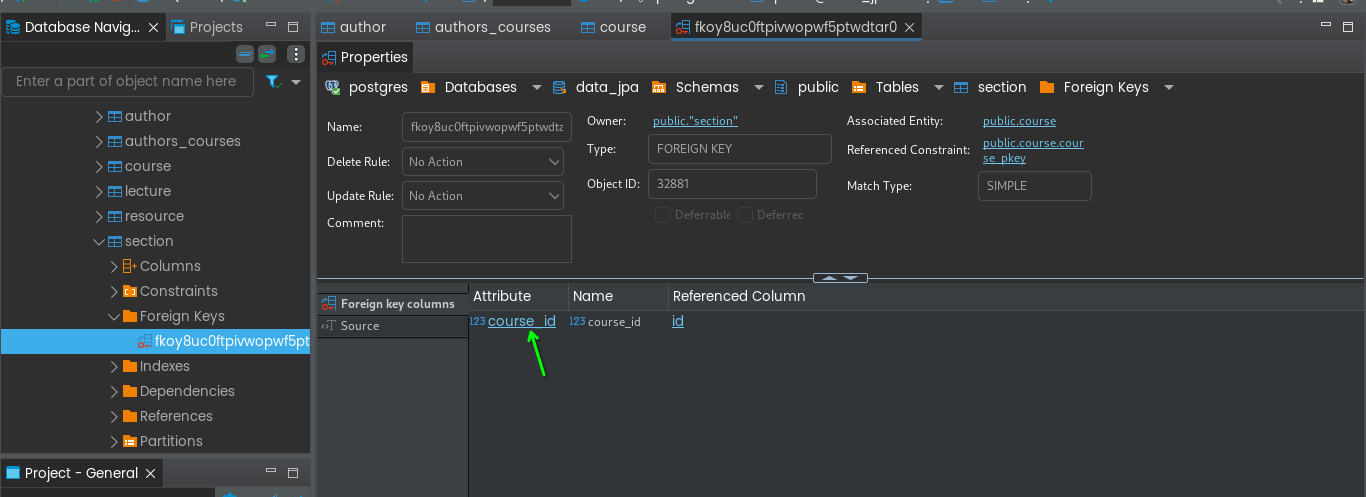 Database Navig...
Projects
Enter a part of object name here
author
authors_courses
course
lecture
resource
section
Columns
Constraints
Foreign Keys
fkoy8uc0ftpivwopwf5pt
Indexes
Dependencies
References
Partitions
Project - General
author
authors_courses
course
fkoy8uc0ftpivwopwf5ptwdtar0
Properties
postgres Databases data_jpa Schemas public Tables section Foreign Keys
Name: fkoy8uc0ftpivwopwf5ptwdta
Delete Rule: No Action
Update Rule: No Action
Comment:
Owner: public."section"
Type: FOREIGN KEY
Object ID: 32881
Deferrable Deferrec
Associated Entity: public.course
Referenced Constraint: public.course.cour
se_pkey
Match Type: SIMPLE
Foreign key columns
Source
Attribute Name Referenced Column
123 course_id 123 course_id id